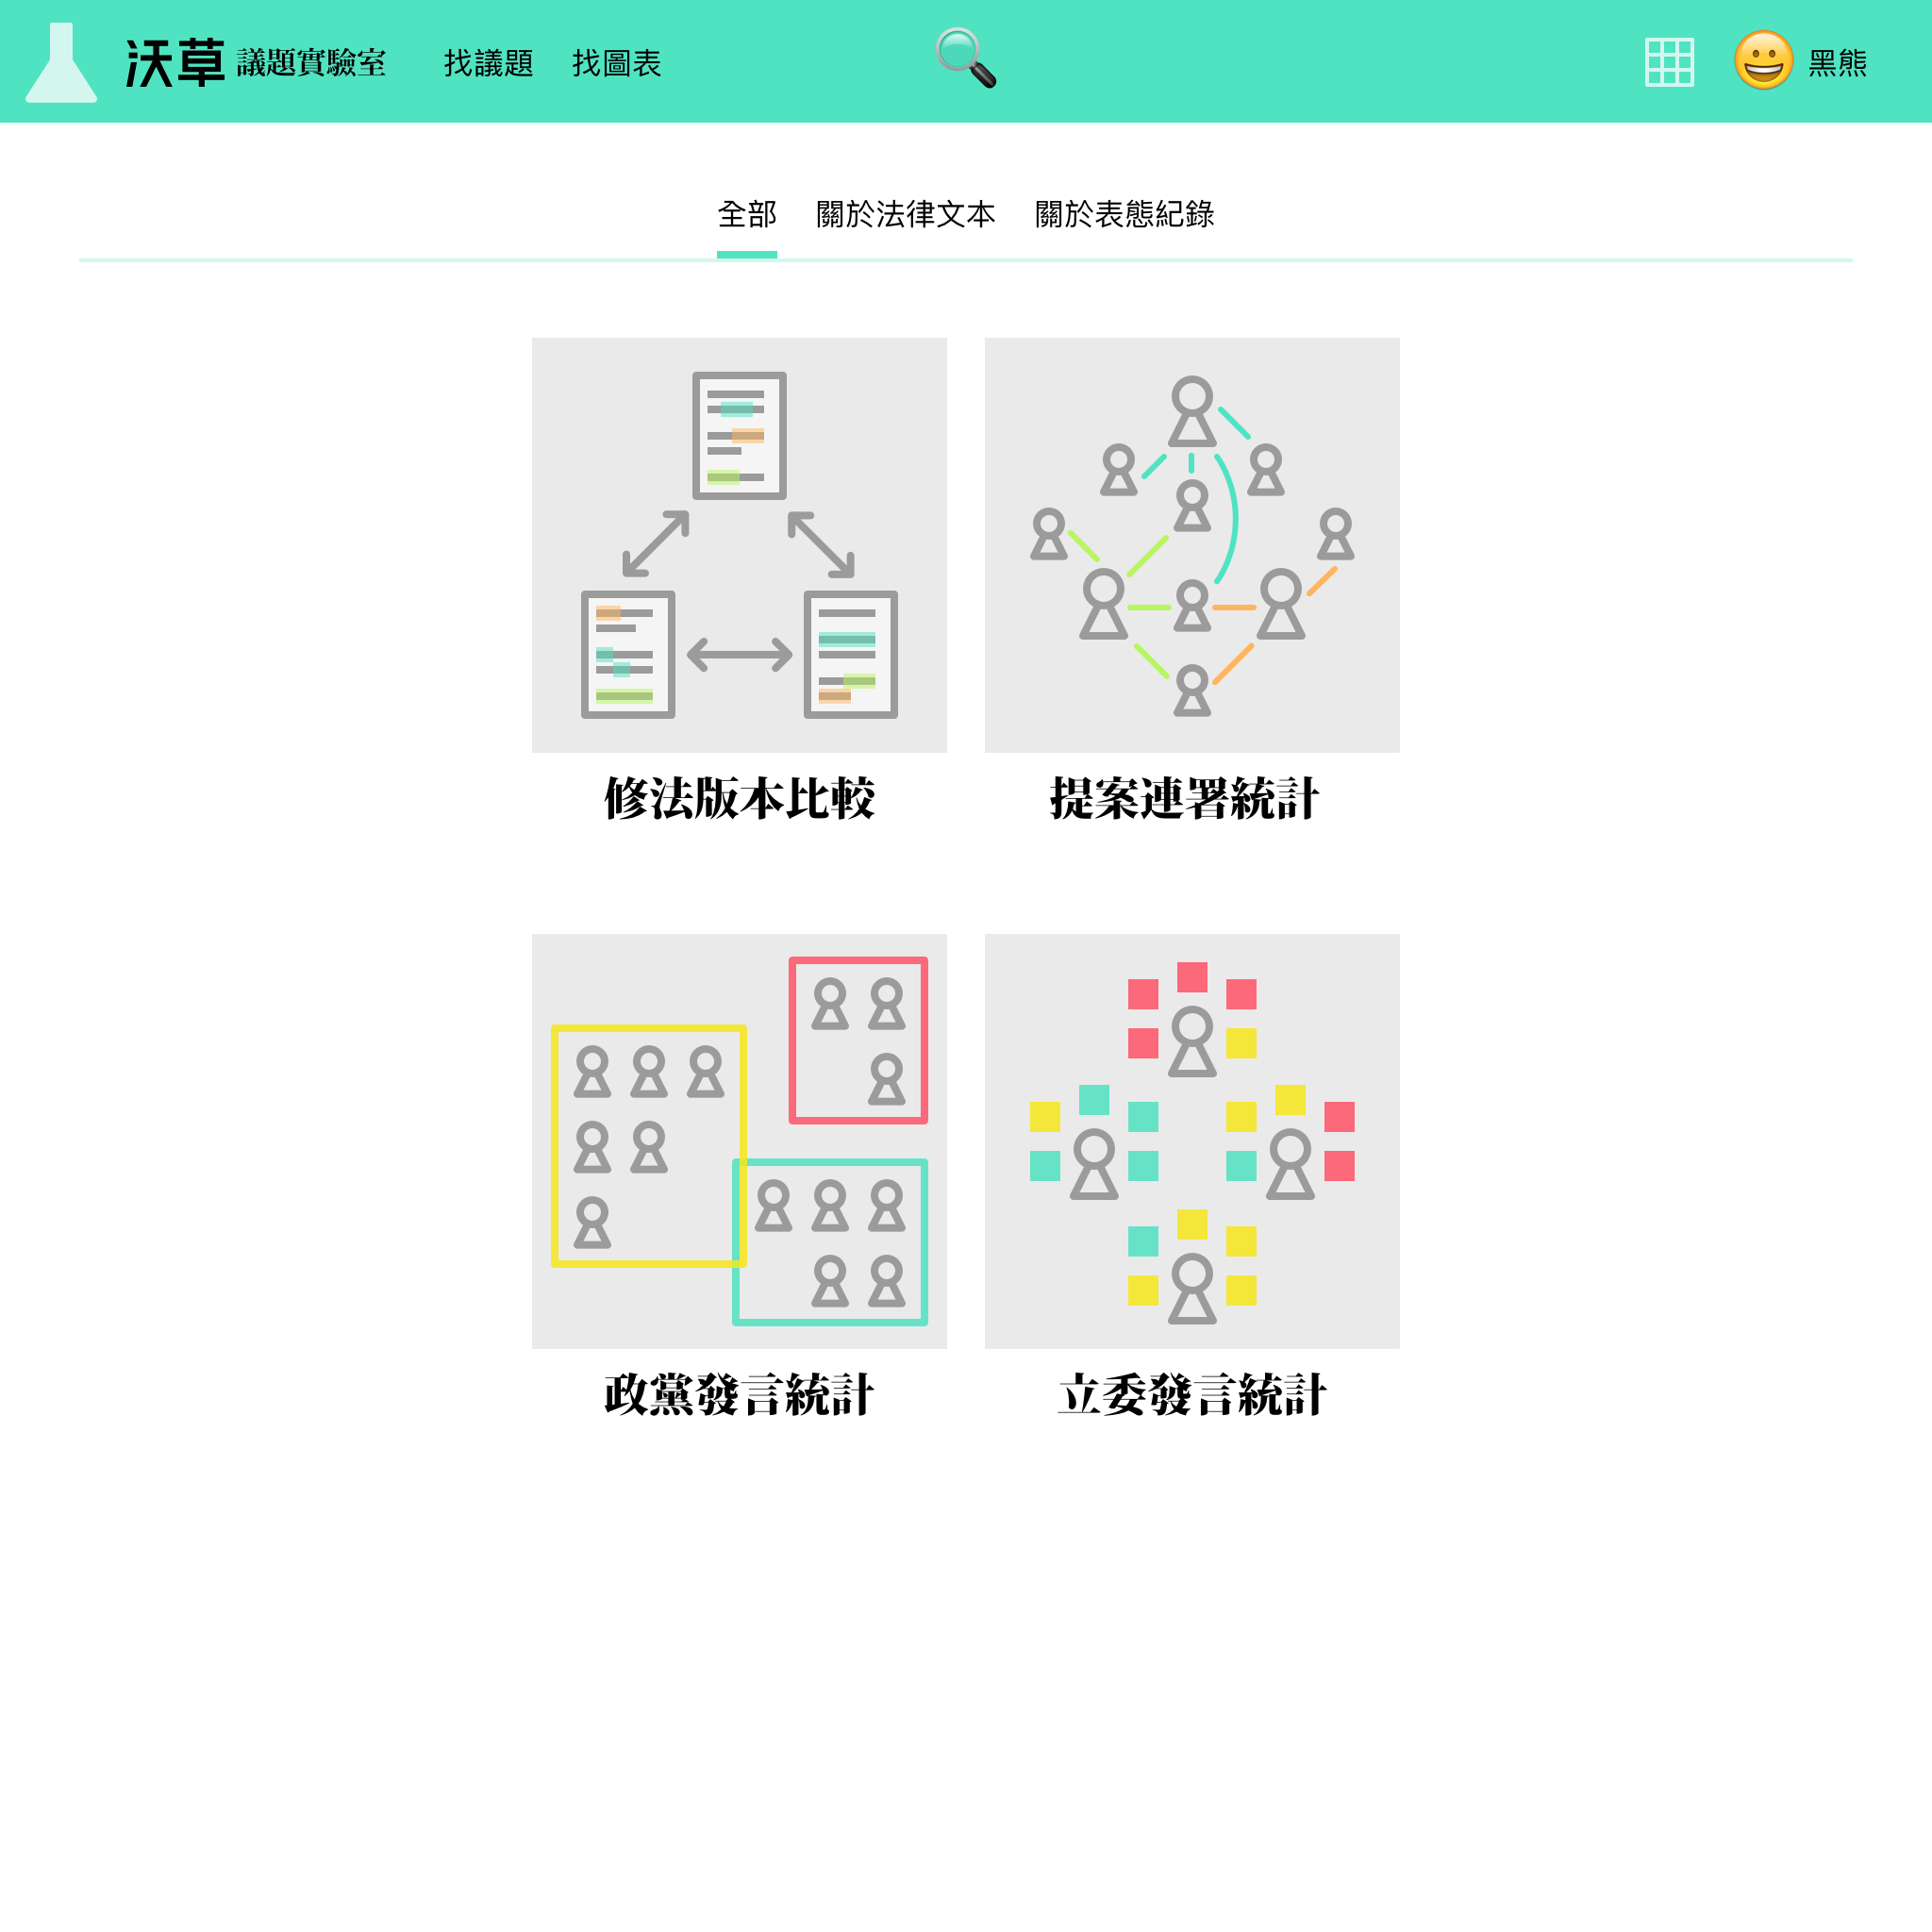 沃草 議題實驗室 找議題 找圖表 黑熊
全部 關於法律文本 關於表態紀錄
修法版本比較 提案連署統計
政黨發言統計 立委發言統計